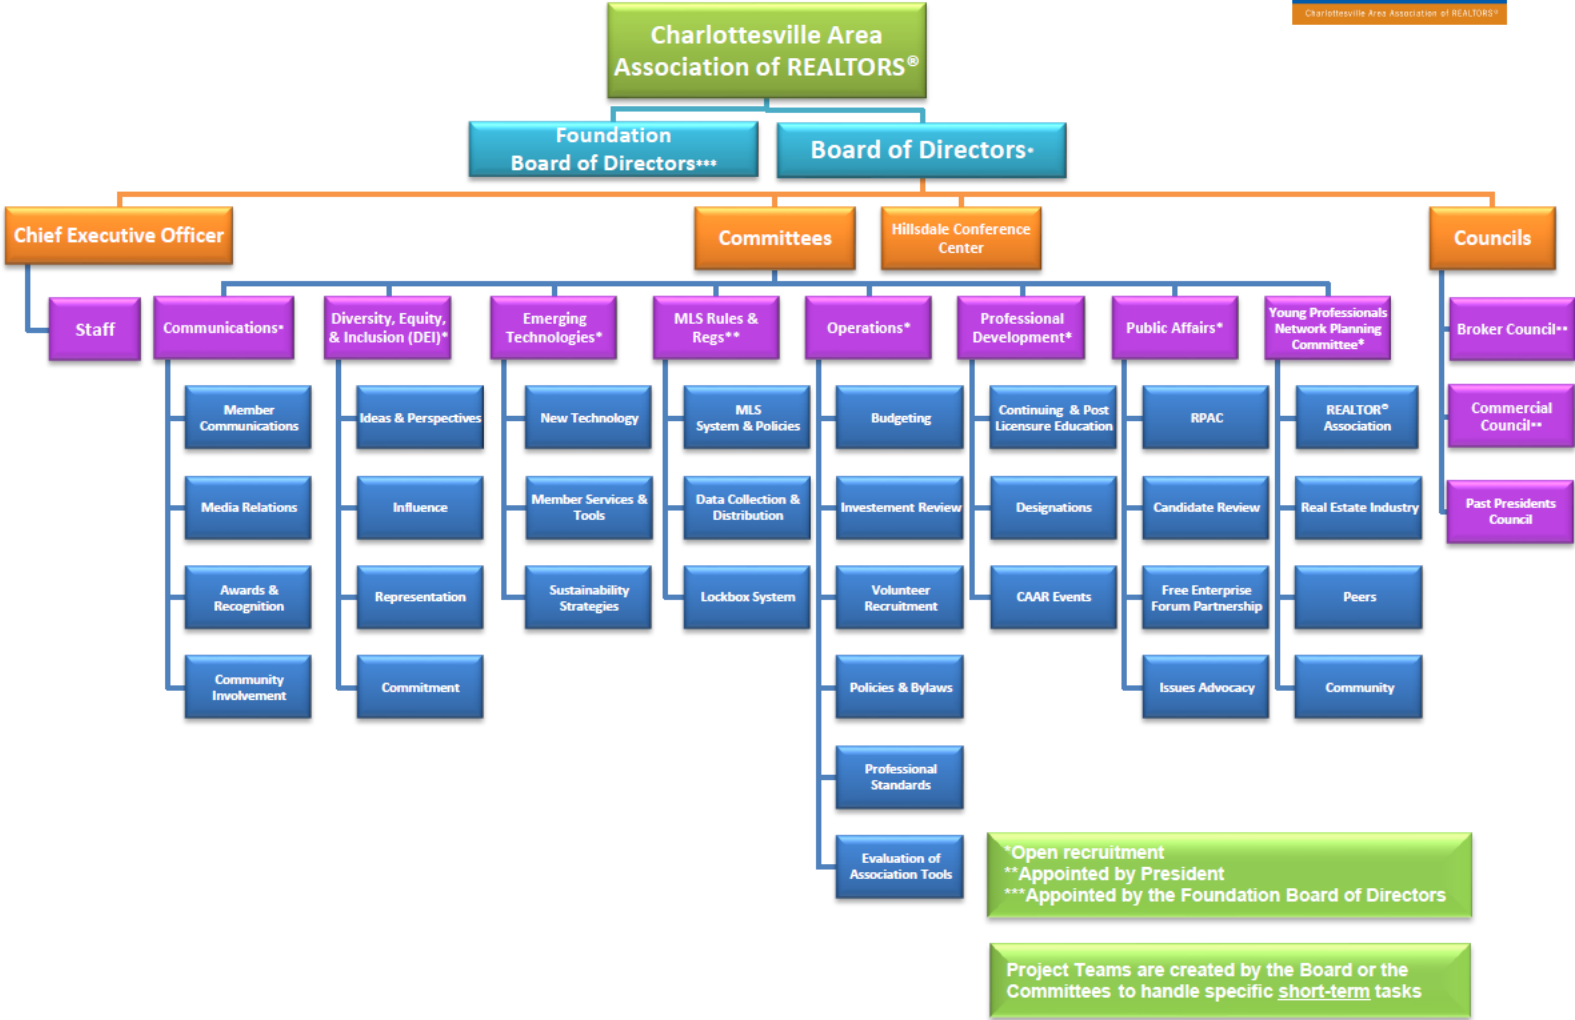 Charlottesville Area Association of REALTORS®
Charlottesville Area
Association of REALTORS®
Foundation
Board of Directors***
Board of Directors*
Chief Executive Officer
Committees
Hillsdale Conference
Center
Councils
Staff
Communications*
Diversity, Equity,
& Inclusion (DEI)*
Emerging
Technologies*
MLS Rules &
Regs**
Operations*
Professional
Development*
Public Affairs*
Young Professionals
Network Planning
Committee*
Broker Council**
Member
Communications
Ideas & Perspectives
New Technology
MLS
System & Policies
Budgeting
Continuing & Post
Licensure Education
RPAC
REALTOR®
Association
Commercial
Council**
Media Relations
Influence
Member Services &
Tools
Data Collection &
Distribution
Investement Review
Designations
Candidate Review
Real Estate Industry
Past Presidents
Council
Awards &
Recognition
Representation
Sustainability
Strategies
Lockbox System
Volunteer
Recruitment
CAAR Events
Free Enterprise
Forum Partnership
Peers
Community
Involvement
Commitment
Policies & Bylaws
Issues Advocacy
Community
Professional
Standards
Evaluation of
Association Tools
*Open recruitment
**Appointed by President
***Appointed by the Foundation Board of Directors
Project Teams are created by the Board or the
Committees to handle specific short-term tasks